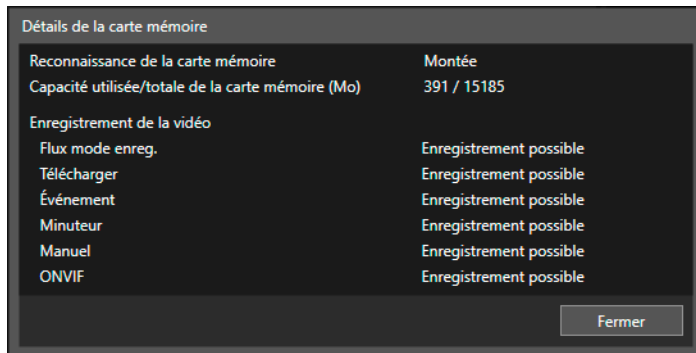 Détails de la carte mémoire
Reconnaissance de la carte mémoire Montée
Capacité utilisée/totale de la carte mémoire (Mo) 391 / 15185
Enregistrement de la vidéo
Flux mode enreg. Enregistrement possible
Télécharger Enregistrement possible
Événement Enregistrement possible
Minuteur Enregistrement possible
Manuel Enregistrement possible
ONVIF Enregistrement possible
Fermer